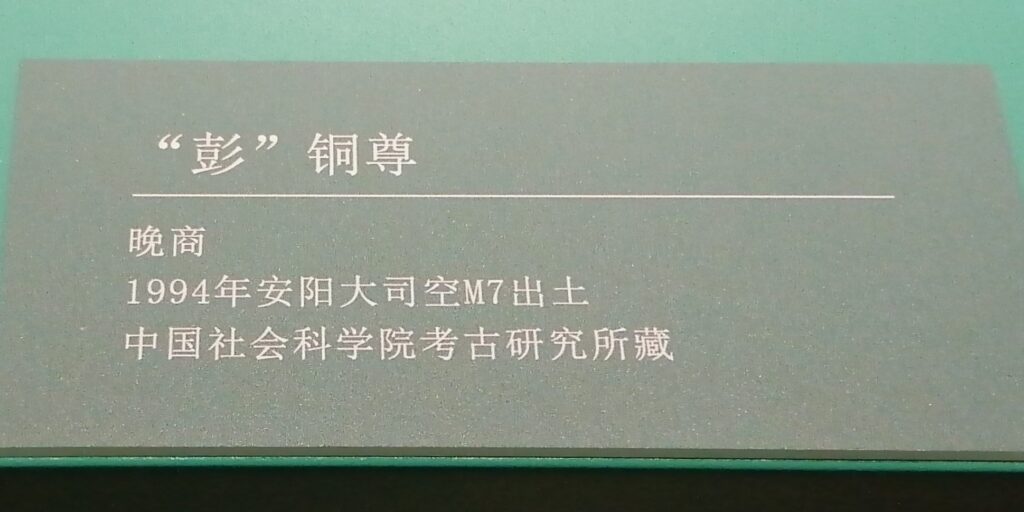 “彭”铜尊
晚商
1994年安阳大司空M7出土
中国社会科学院考古研究所藏